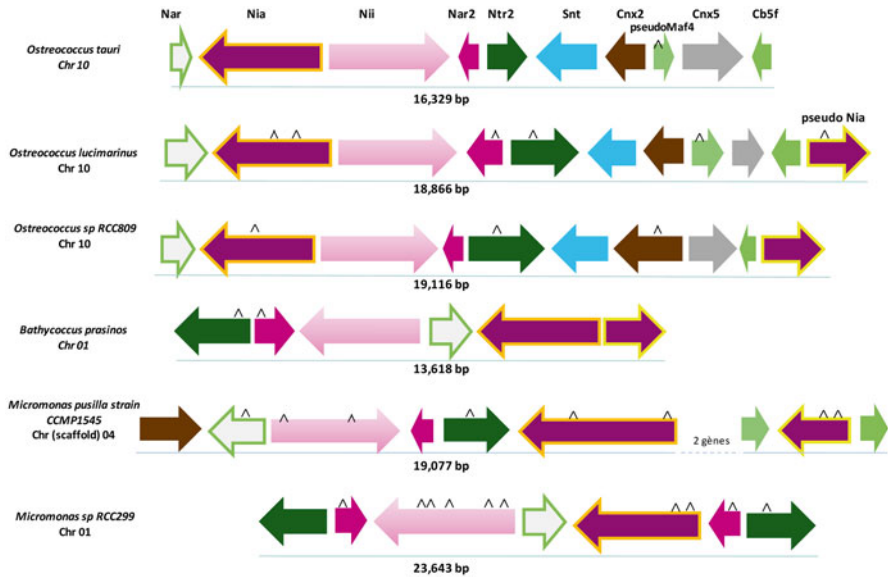 Nar Nia Nii Nar2 Ntr2 Snt Cnx2 Cnx5 Cb5f
pseudoMaf4
Ostreococcus tauri
Chr 10
16,329 bp
pseudo Nia
Ostreococcus lucimarinus
Chr 10
18,866 bp
Ostreococcus sp RCC809
Chr 10
19,116 bp
Bathycoccus prasinos
Chr 01
13,618 bp
Micromonas pusilla strain
CCMP1545
Chr (scaffold) 04
2 gènes
19,077 bp
Micromonas sp RCC299
Chr 01
23,643 bp